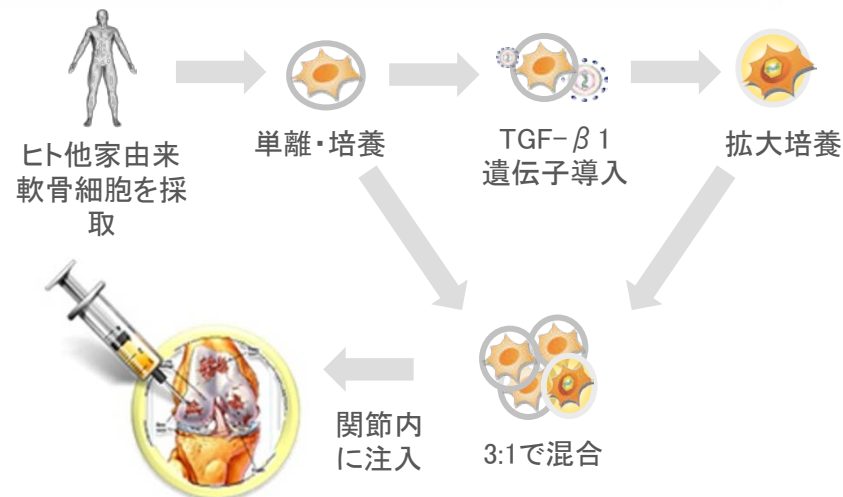 ヒト他家由来
軟骨細胞を採
取
単離・培養
TGF-β1
遺伝子導入
拡大培養
関節内
に注入
3:1で混合